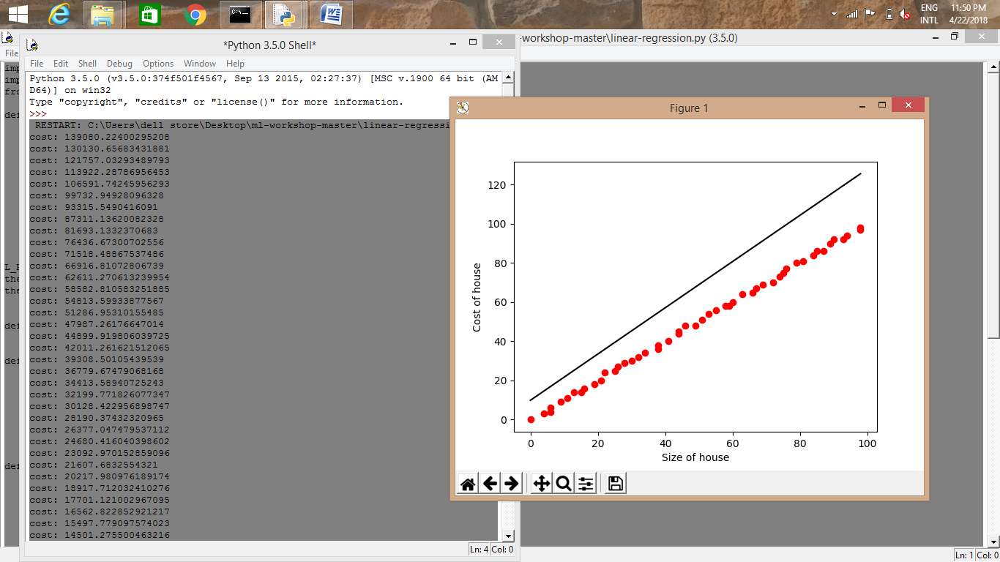 ENG 11:50 PM
INTL 4/22/2018
-workshop-master\linear-regression.py (3.5.0)
File
*Python 3.5.0 Shell*
File Edit Shell Debug Options Window Help
Python 3.5.0 (v3.5.0:374f501f4567, Sep 13 2015, 02:27:37) [MSC v.1900 64 bit (AM
D64)] on win32
Type "copyright", "credits" or "license()" for more information.
>>>
RESTART: C:\Users\dell store\Desktop\ml-workshop-master\linear-regressi
cost: 139080.22400295208
cost: 130130.65683431881
cost: 121757.03293489793
cost: 113922.28786956453
cost: 106591.74245956293
cost: 99732.94928096328
cost: 93315.5490416091
cost: 87311.13620082328
cost: 81693.1332370683
cost: 76436.67300702556
cost: 71518.48867537486
cost: 66916.81072806739
cost: 62611.270613239954
cost: 58582.810583251885
cost: 54813.59933877567
cost: 51286.95310155485
cost: 47987.26176647014
cost: 44899.919806039725
cost: 42011.261621512065
cost: 39308.50105439539
cost: 36779.67479068168
cost: 34413.58940725243
cost: 32199.771826077347
cost: 30128.422956898747
cost: 28190.37432320965
cost: 26377.047479537112
cost: 24680.416040398602
cost: 23092.970152859096
cost: 21607.6832554321
cost: 20217.980976189174
cost: 18917.712032410276
cost: 17701.121002967095
cost: 16562.822852921217
cost: 15497.779097574023
cost: 14501.275500463216
Ln: 4 Col: 0
Figure 1
120
100
80
60
40
20
0
Cost of house
0 20 40 60 80 100
Size of house
Ln: 1 Col: 0